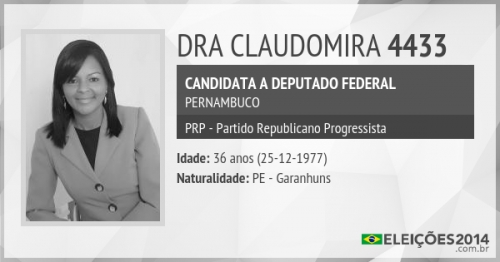 DRA CLAUDOMIRA 4433
CANDIDATA A DEPUTADO FEDERAL
PERNAMBUCO
PRP - Partido Republicano Progressista
Idade: 36 anos (25-12-1977)
Naturalidade: PE - Garanhuns
ELEIÇÕES2014
.com.br